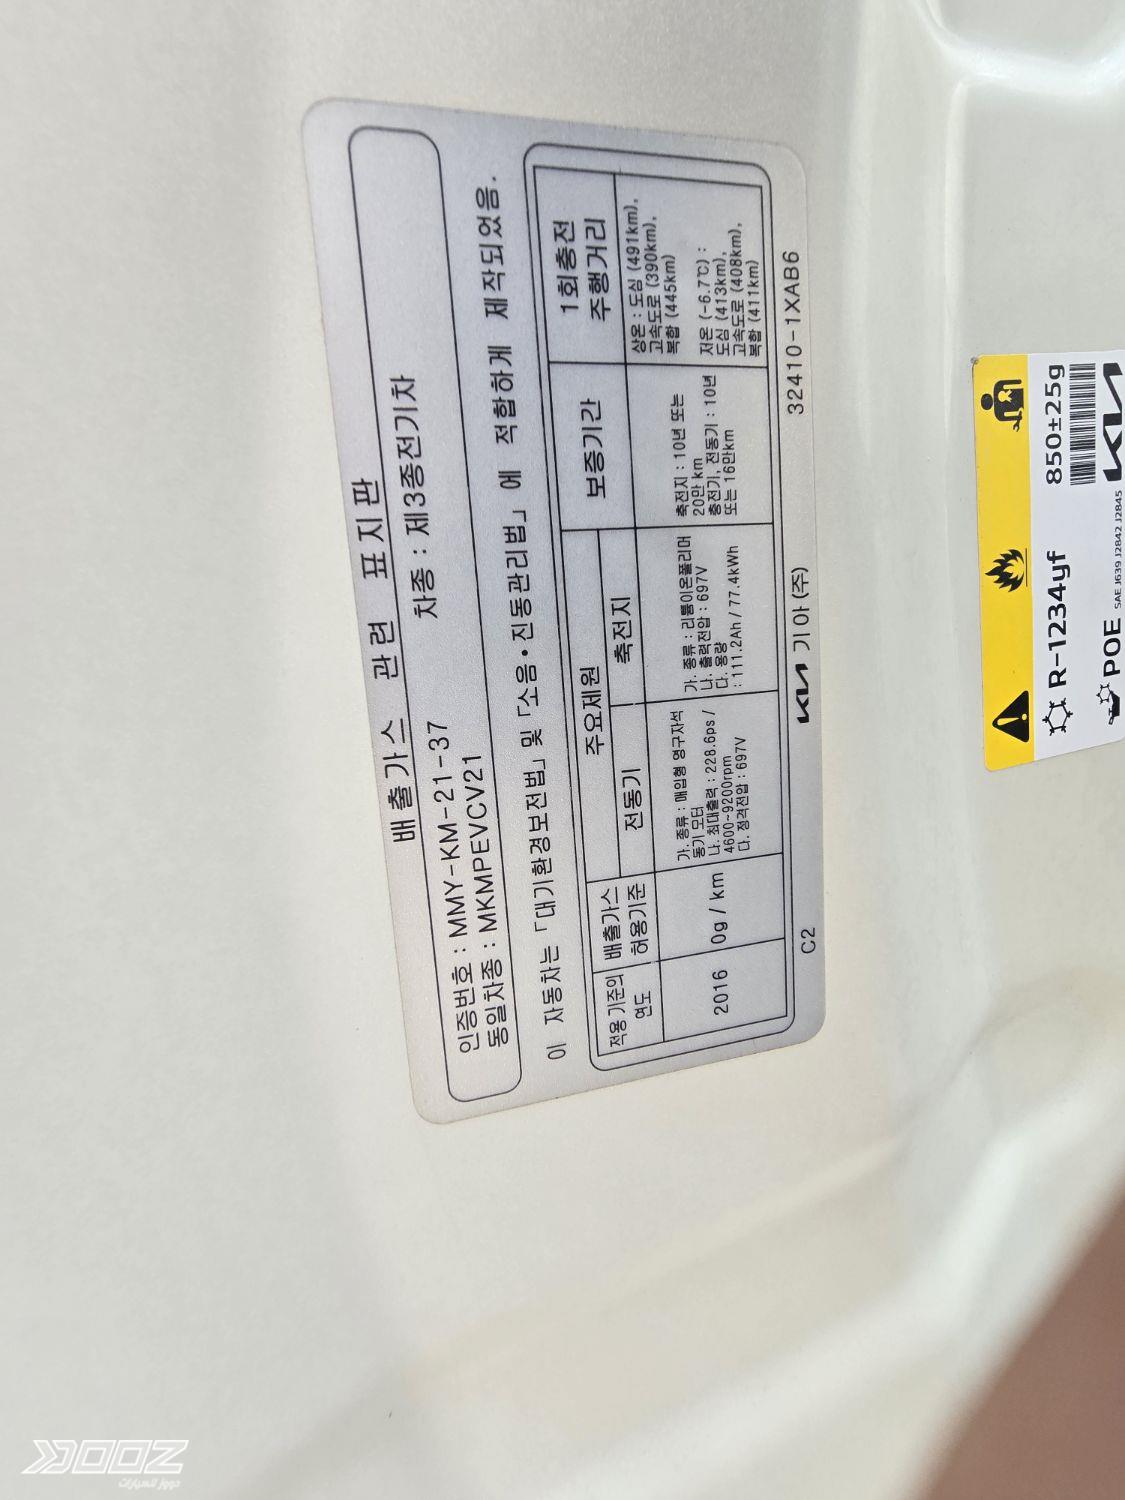 배출가스 관련 표지판
인증번호 : MMY-KM-21-37
차종 : 제3종전기차
동일차종 : MKMPEVCV21
이 자동차는 「대기환경보전법」 및 「소음·진동관리법」 에 적합하게 제작되었음.
적용 기준의
연도
배출가스
허용기준
주요제원
전동기
축전지
보증기간
1회충전
주행거리
2016
0g / km
가. 종류 : 매입형 영구자석
동기 모터
나. 최대출력 : 228.6ps /
4600~9200rpm
다. 정격전압 : 697V
가. 종류 : 리튬이온폴리머
나. 출력전압 : 697V
다. 용량
: 111.2Ah / 77.4kWh
축전지 : 10년 또는
20만 km
충전기, 전동기 : 10년
또는 16만km
상온 : 도심 (491km),
고속도로 (390km),
복합 (445km)
저온 (-6.7℃) :
도심 (413km),
고속도로 (408km),
복합 (411km)
C2
KIA 기아 (주)
32410-1XAB6
R-1234yf
850±25g
POE SAE J639 J2842 J2845
KIA
DOOZ
دووز للسيارات